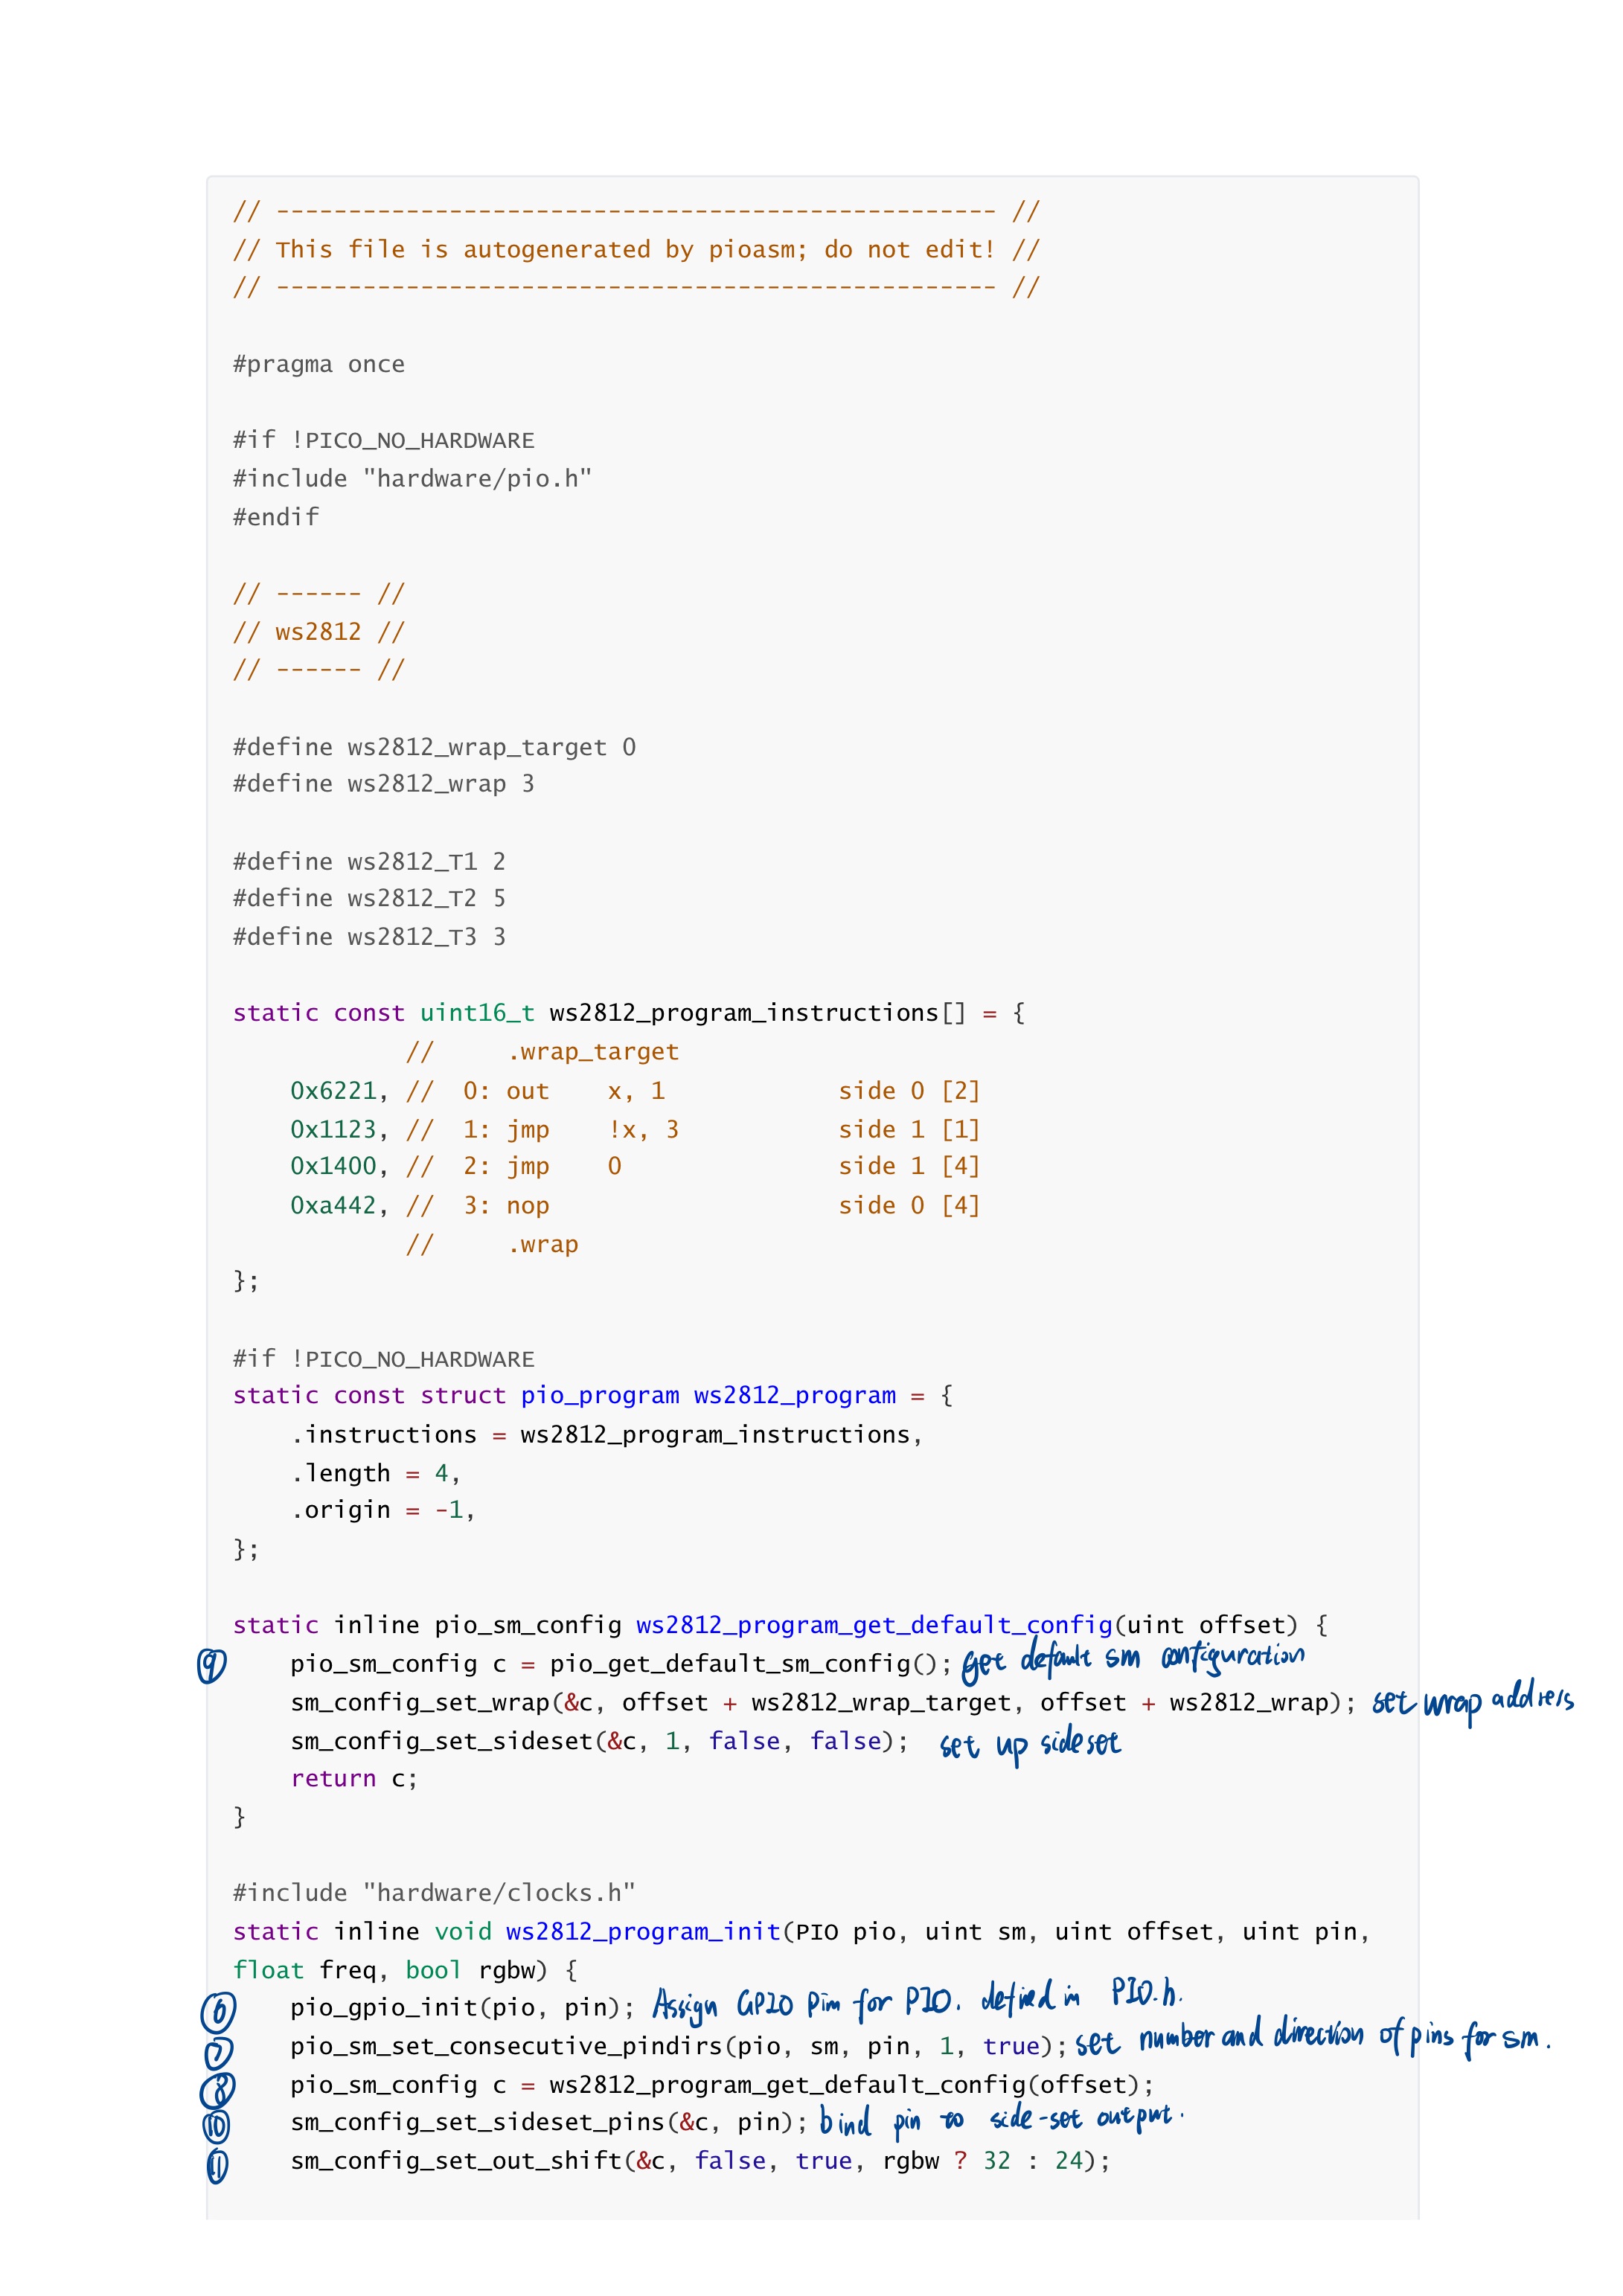 // -------------------------------------------------- //
// This file is autogenerated by pioasm; do not edit! //
// -------------------------------------------------- //
#pragma once
#if !PICO_NO_HARDWARE
#include "hardware/pio.h"
#endif
// ------ //
// ws2812 //
// ------ //
#define ws2812_wrap_target 0
#define ws2812_wrap 3
#define ws2812_T1 2
#define ws2812_T2 5
#define ws2812_T3 3
static const uint16_t ws2812_program_instructions[] = {
            //     .wrap_target
    0x6221, //  0: out    x, 1            side 0 [2]
    0x1123, //  1: jmp    !x, 3           side 1 [1]
    0x1400, //  2: jmp    0               side 1 [4]
    0xa442, //  3: nop                    side 0 [4]
            //     .wrap
};
#if !PICO_NO_HARDWARE
static const struct pio_program ws2812_program = {
    .instructions = ws2812_program_instructions,
    .length = 4,
    .origin = -1,
};
static inline pio_sm_config ws2812_program_get_default_config(uint offset) {
⑨ pio_sm_config c = pio_get_default_sm_config(); get default sm configuration
    sm_config_set_wrap(&c, offset + ws2812_wrap_target, offset + ws2812_wrap); set wrap address
    sm_config_set_sideset(&c, 1, false, false); set up sideset
    return c;
}
#include "hardware/clocks.h"
static inline void ws2812_program_init(PIO pio, uint sm, uint offset, uint pin,
float freq, bool rgbw) {
⑥ pio_gpio_init(pio, pin); Assign GPIO pim for PIO. defied in PIO.h.
⑦ pio_sm_set_consecutive_pindirs(pio, sm, pin, 1, true); set number and direction of pins for sm.
⑧ pio_sm_config c = ws2812_program_get_default_config(offset);
⑩ sm_config_set_sideset_pins(&c, pin); bind pin to side-set output.
⑪ sm_config_set_out_shift(&c, false, true, rgbw ? 32 : 24);